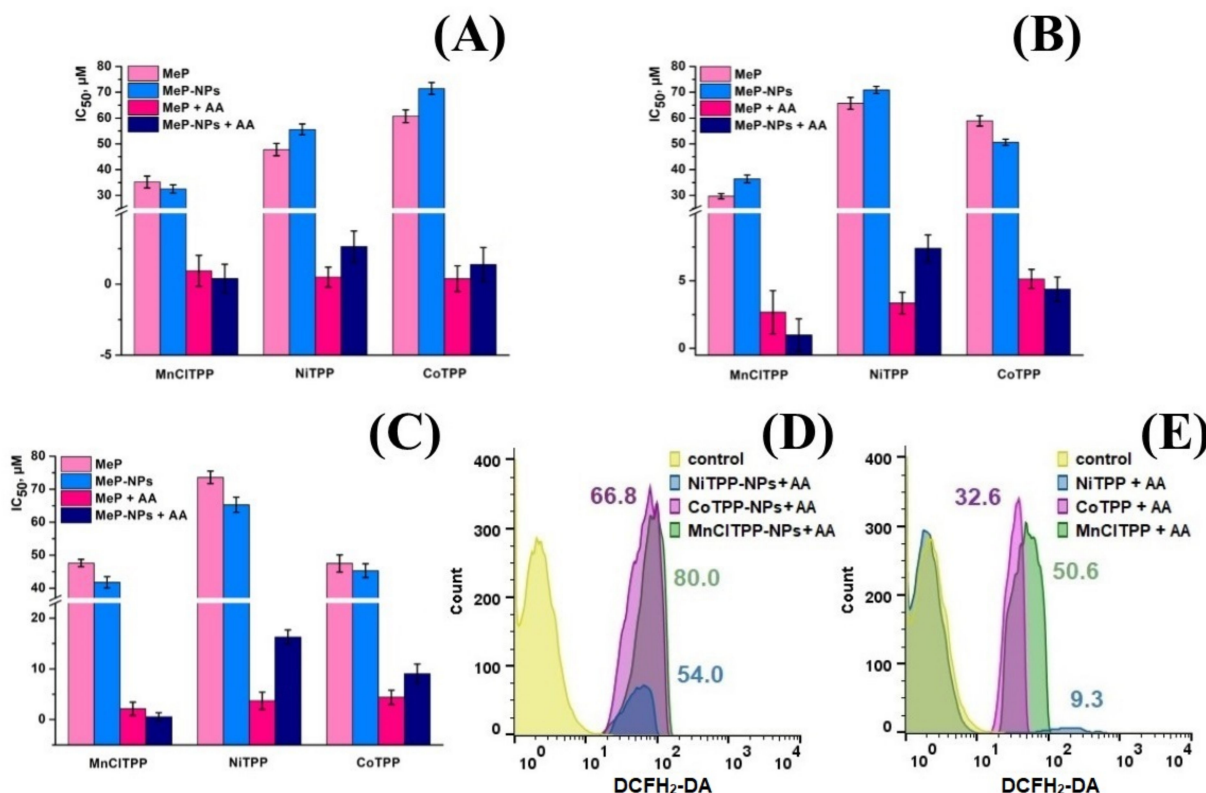 (A)
IC50, µM
80
70
60
50
40
30
0
-5
MeP
MeP-NPs
MeP + AA
MeP-NPs + AA
MnClTPP NiTPP CoTPP
(B)
IC50, µM
80
70
60
50
40
30
5
0
MeP
MeP-NPs
MeP + AA
MeP-NPs + AA
MnClTPP NiTPP CoTPP
(C)
IC50, µM
80
70
60
50
40
20
10
0
MeP
MeP-NPs
MeP + AA
MeP-NPs + AA
MnClTPP NiTPP CoTPP
(D)
Count
400
300
200
100
0
control
NiTPP-NPs+AA
CoTPP-NPs+AA
MnClTPP-NPs+AA
66.8
80.0
54.0
10^0 10^1 10^2 10^3 10^4
DCFH2-DA
(E)
Count
400
300
200
100
0
control
NiTPP + AA
CoTPP + AA
MnClTPP + AA
32.6
50.6
9.3
10^0 10^1 10^2 10^3 10^4
DCFH2-DA